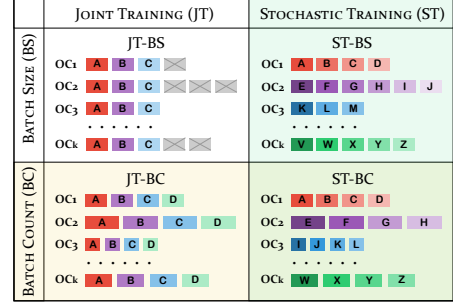 JOINT TRAINING (JT)
STOCHASTIC TRAINING (ST)
BATCH SIZE (BS)
JT-BS
OC1 A B C
OC2 A B C
OC3 A B C
. . . . . .
OCk A B C
ST-BS
OC1 A B C D
OC2 E F G H I J
OC3 K L M
. . . . . .
OCk V W X Y Z
BATCH COUNT (BC)
JT-BC
OC1 A B C D
OC2 A B C D
OC3 A B C D
. . . . . .
OCk A B C D
ST-BC
OC1 A B C D
OC2 E F G H
OC3 I J K L
. . . . . .
OCk W X Y Z